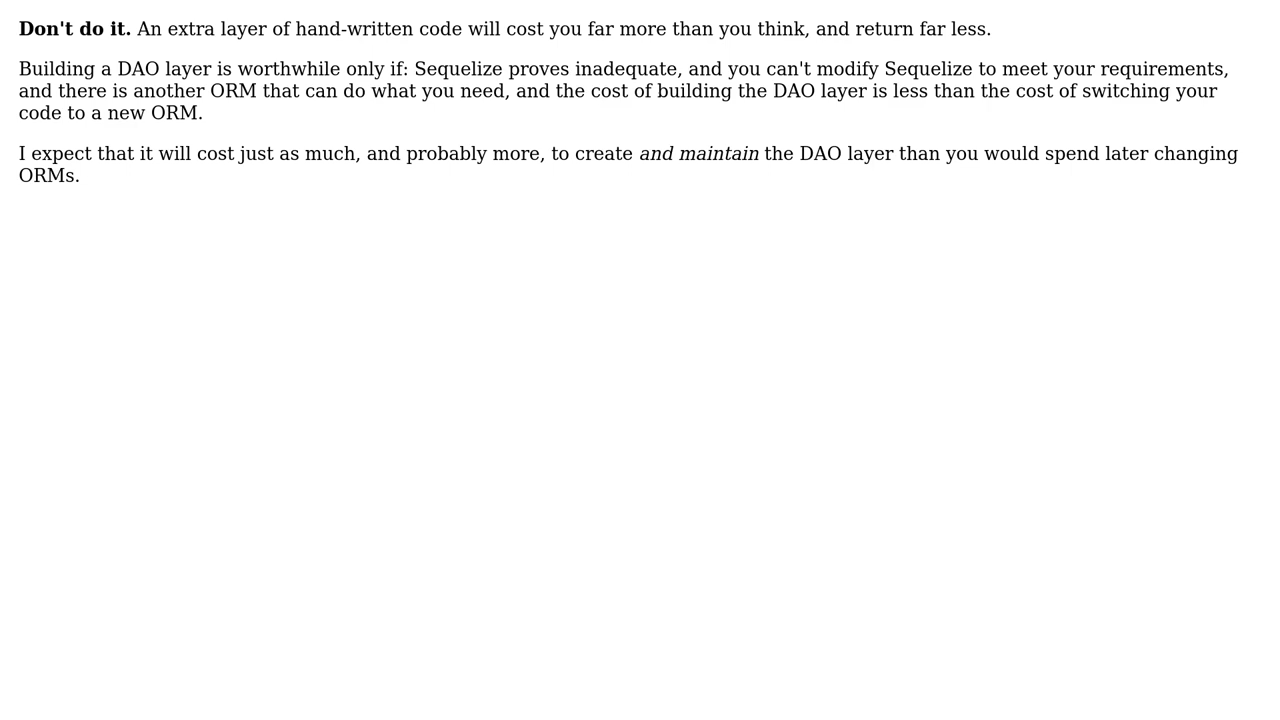 Don't do it. An extra layer of hand-written code will cost you far more than you think, and return far less.
Building a DAO layer is worthwhile only if: Sequelize proves inadequate, and you can't modify Sequelize to meet your requirements,
and there is another ORM that can do what you need, and the cost of building the DAO layer is less than the cost of switching your
code to a new ORM.
I expect that it will cost just as much, and probably more, to create and maintain the DAO layer than you would spend later changing
ORMs.